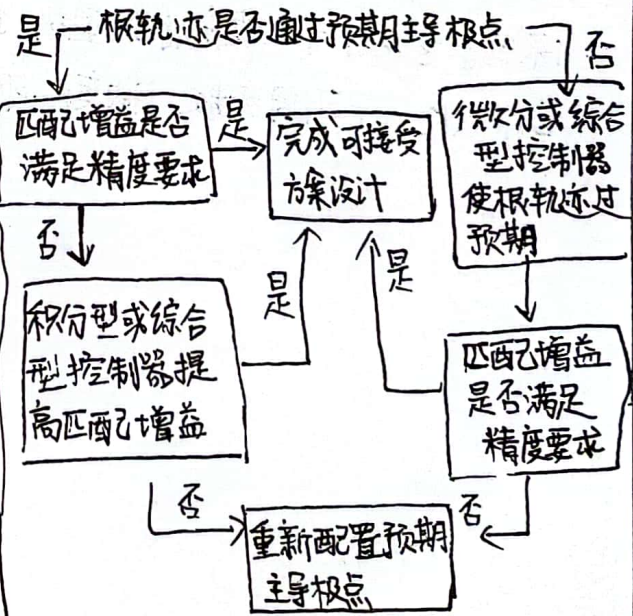 是
根轨迹是否通过预期主导极点
否
匹配增益是否
满足精度要求
是
完成可接受
方案设计
微分或综合
型控制器
使根轨迹过
预期
否
是
是
积分型或综合
型控制器提
高匹配增益
匹配增益
是否满足
精度要求
否
否
重新配置预期
主导极点